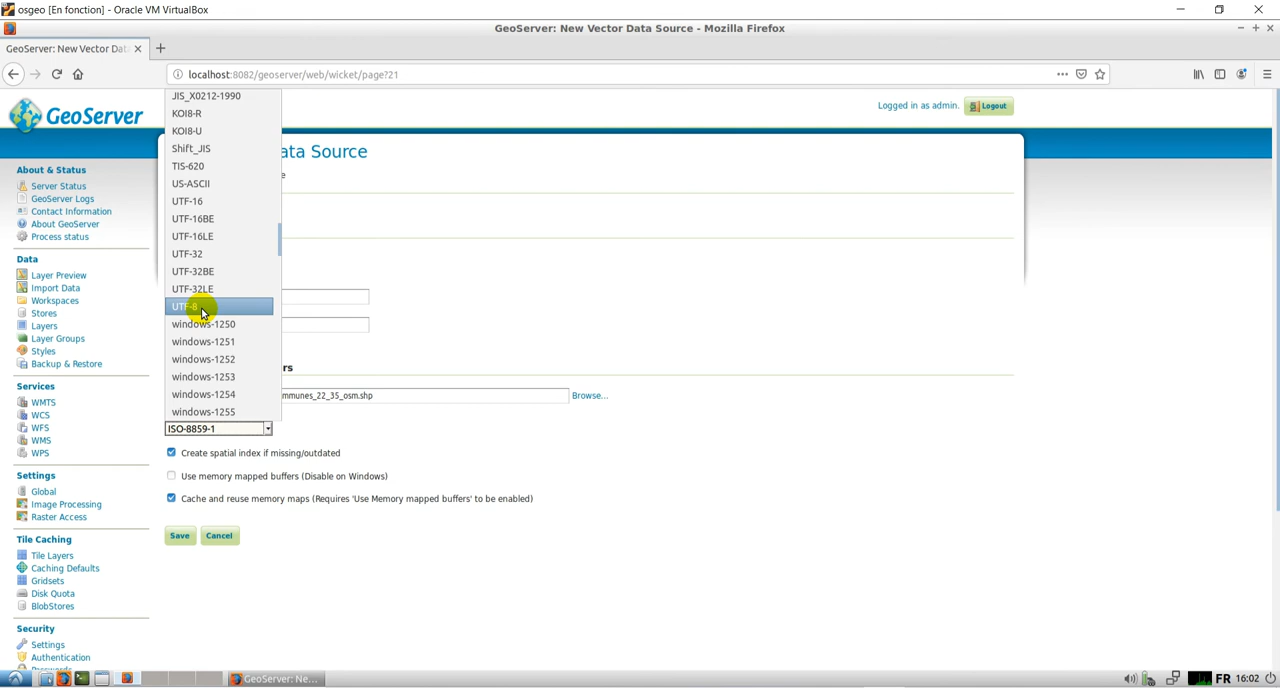 osgeo [En fonction] - Oracle VM VirtualBox
GeoServer: New Vector Data Source - Mozilla Firefox
GeoServer: New Vector Dat
localhost:8082/geoserver/web/wicket/page?21
GeoServer
Logged in as admin.
Logout
ata Source
e
JIS_X0212-1990
KOI8-R
KOI8-U
Shift_JIS
TIS-620
US-ASCII
UTF-16
UTF-16BE
UTF-16LE
UTF-32
UTF-32BE
UTF-32LE
UTF-8
windows-1250
windows-1251
windows-1252
windows-1253
windows-1254
windows-1255
ISO-8859-1
rs
mmunes_22_35_osm.shp
Browse...
Create spatial index if missing/outdated
Use memory mapped buffers (Disable on Windows)
Cache and reuse memory maps (Requires 'Use Memory mapped buffers' to be enabled)
Save
Cancel
About & Status
Server Status
GeoServer Logs
Contact Information
About GeoServer
Process status
Data
Layer Preview
Import Data
Workspaces
Stores
Layers
Layer Groups
Styles
Backup & Restore
Services
WMTS
WCS
WFS
WMS
WPS
Settings
Global
Image Processing
Raster Access
Tile Caching
Tile Layers
Caching Defaults
Gridsets
Disk Quota
BlobStores
Security
Settings
Authentication
GeoServer: Ne...
FR 16:02